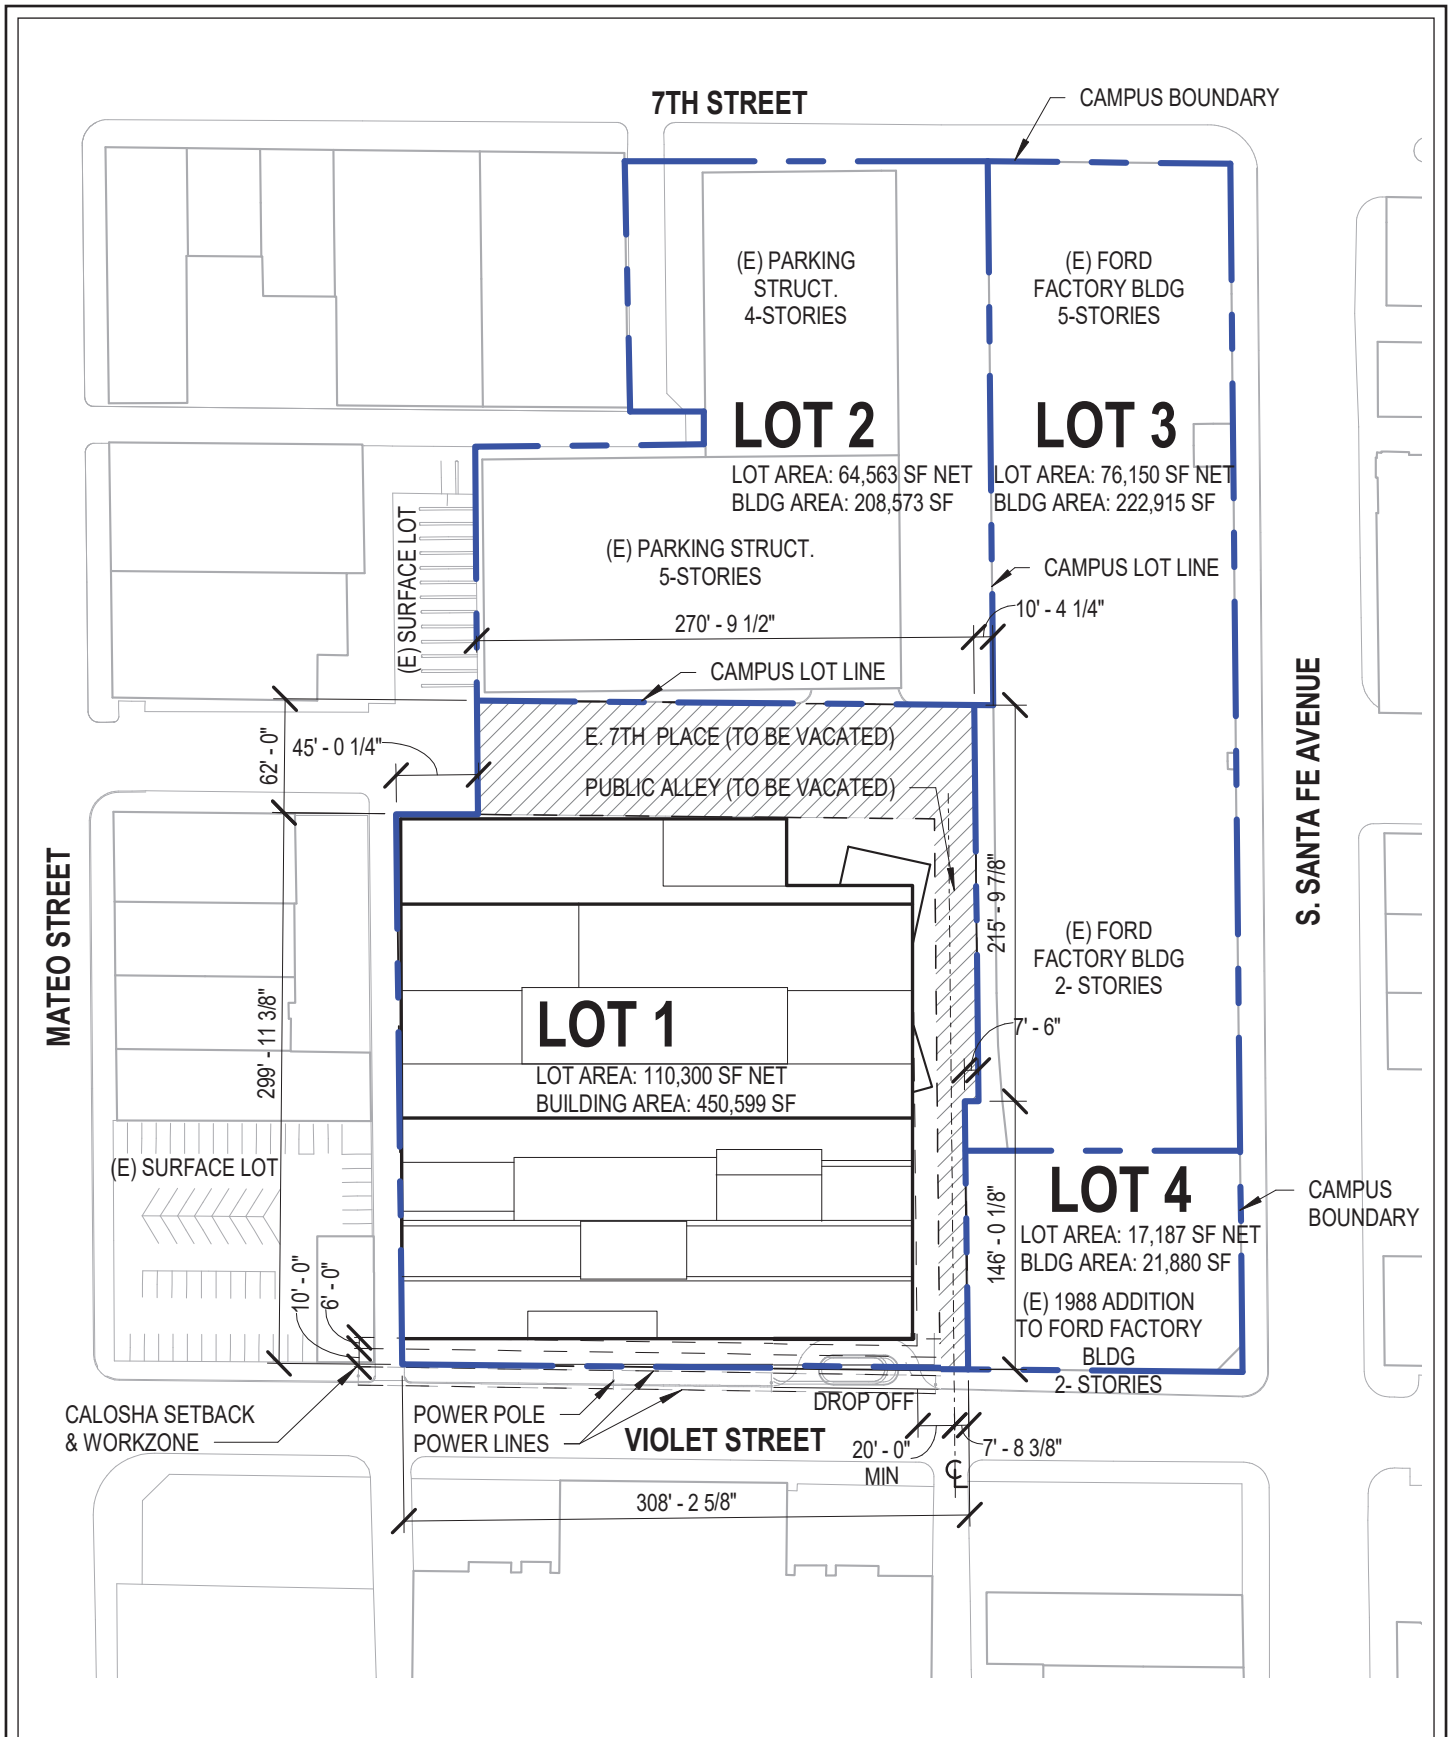 7TH STREET
CAMPUS BOUNDARY
(E) PARKING
STRUCT.
4-STORIES
(E) FORD
FACTORY BLDG
5-STORIES
LOT 2
LOT AREA: 64,563 SF NET
BLDG AREA: 208,573 SF
LOT 3
LOT AREA: 76,150 SF NET
BLDG AREA: 222,915 SF
(E) SURFACE LOT
(E) PARKING STRUCT.
5-STORIES
CAMPUS LOT LINE
10' - 4 1/4"
270' - 9 1/2"
CAMPUS LOT LINE
S. SANTA FE AVENUE
62' - 0"
45' - 0 1/4"
E. 7TH PLACE (TO BE VACATED)
PUBLIC ALLEY (TO BE VACATED)
MATEO STREET
215' - 9 7/8"
(E) FORD
FACTORY BLDG
2- STORIES
299' - 11 3/8"
LOT 1
LOT AREA: 110,300 SF NET
BUILDING AREA: 450,599 SF
7' - 6"
(E) SURFACE LOT
LOT 4
LOT AREA: 17,187 SF NET
BLDG AREA: 21,880 SF
CAMPUS
BOUNDARY
146' - 0 1/8"
10' - 0"
6' - 0"
(E) 1988 ADDITION
TO FORD FACTORY
BLDG
2- STORIES
CALOSHA SETBACK
& WORKZONE
POWER POLE
POWER LINES
VIOLET STREET
DROP OFF
20' - 0"
MIN
7' - 8 3/8"
CL
308' - 2 5/8"